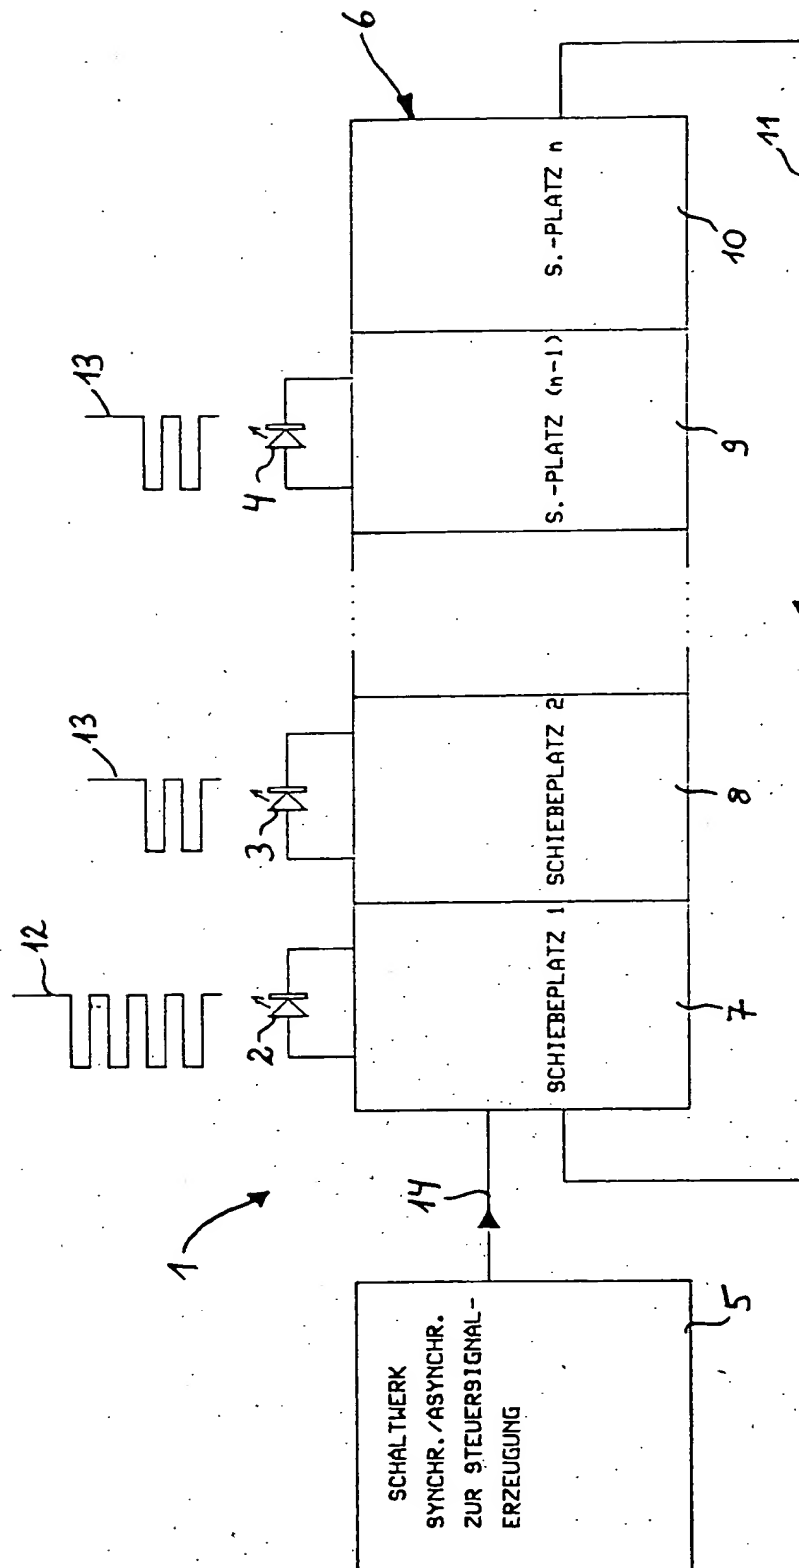 12
13
13
6
2
3
4
1
11
14
SCHALTWERK
SYNCHR./ASYNCHR.
ZUR STEUERSIGNAL-
ERZEUGUNG
SCHIEBEPLATZ 1
SCHIEBEPLATZ 2
. . . .
S.-PLATZ (n-1)
S.-PLATZ n
. . . .
5
7
8
9
10